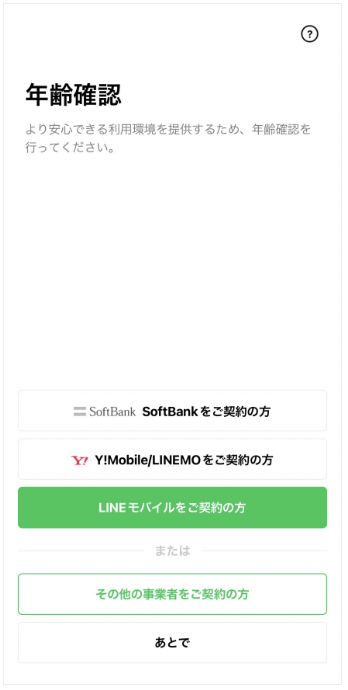 ?
年齢確認
より安心できる利用環境を提供するため、年齢確認を
行ってください。
SoftBank SoftBankをご契約の方
Y! Y!Mobile/LINEMOをご契約の方
LINEモバイルをご契約の方
または
その他の事業者をご契約の方
あとで